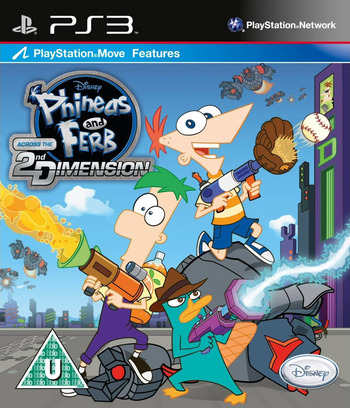 PS3
PlayStation®Network
PlayStation®Move Features
DISNEY
Phineas
and
FERB
ACROSS THE
2nd
DIMENSION
U
Disney